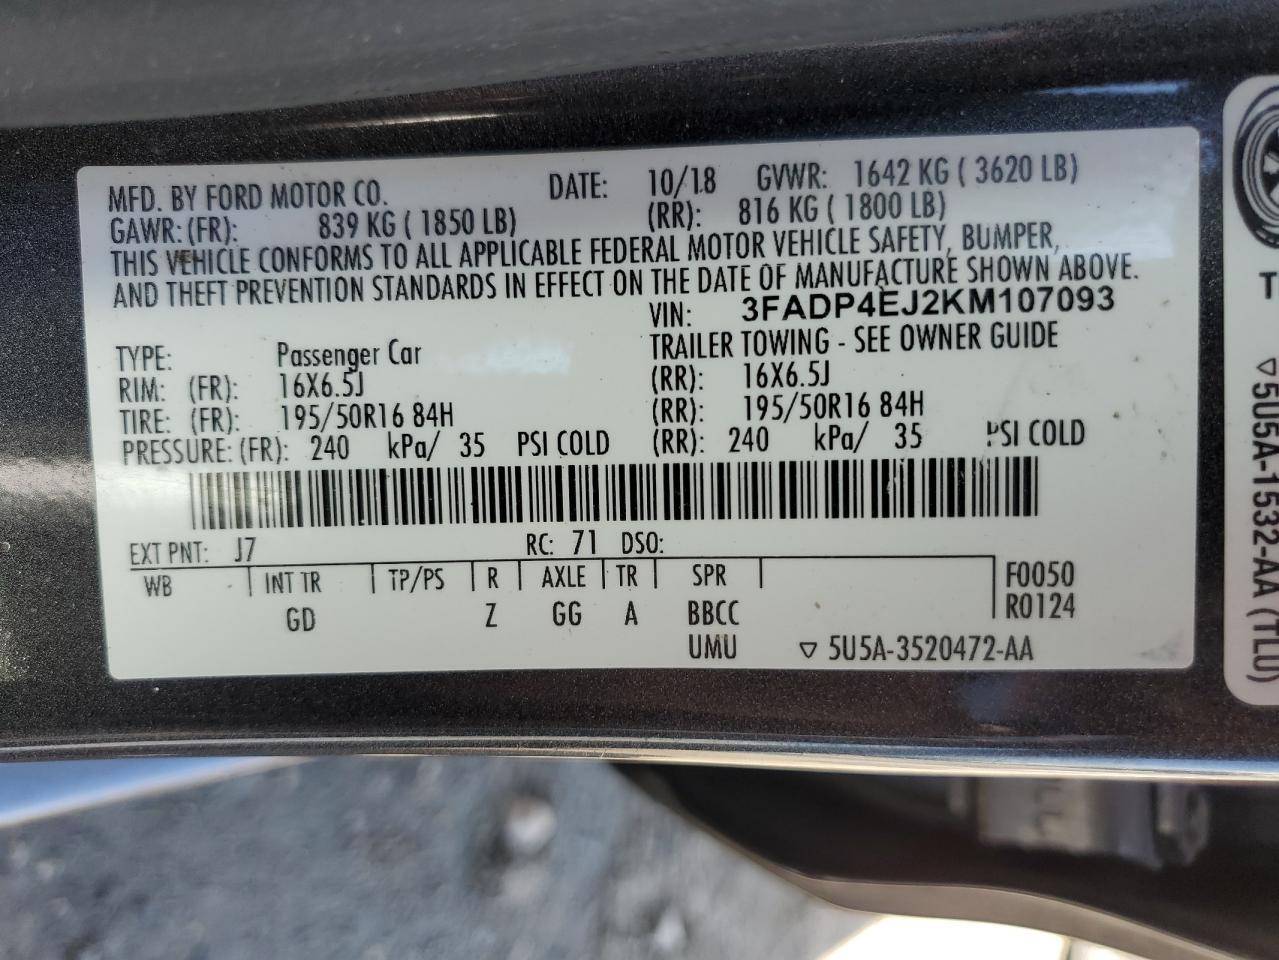 MFD. BY FORD MOTOR CO. DATE: 10/18 GVWR: 1642 KG ( 3620 LB)
GAWR: (FR): 839 KG ( 1850 LB) (RR): 816 KG ( 1800 LB)
THIS VEHICLE CONFORMS TO ALL APPLICABLE FEDERAL MOTOR VEHICLE SAFETY, BUMPER,
AND THEFT PREVENTION STANDARDS IN EFFECT ON THE DATE OF MANUFACTURE SHOWN ABOVE.
VIN: 3FADP4EJ2KM107093
TYPE: Passenger Car TRAILER TOWING - SEE OWNER GUIDE
RIM: (FR): 16X6.5J (RR): 16X6.5J
TIRE: (FR): 195/50R16 84H (RR): 195/50R16 84H
PRESSURE: (FR): 240 kPa/ 35 PSI COLD (RR): 240 kPa/ 35 PSI COLD
EXT PNT: J7 RC: 71 DSO:
WB INT TR TP/PS R AXLE TR SPR F0050
GD Z GG A BBCC R0124
UMU ▽ 5U5A-3520472-AA
T
▽5U5A-1532-AA (TLU)